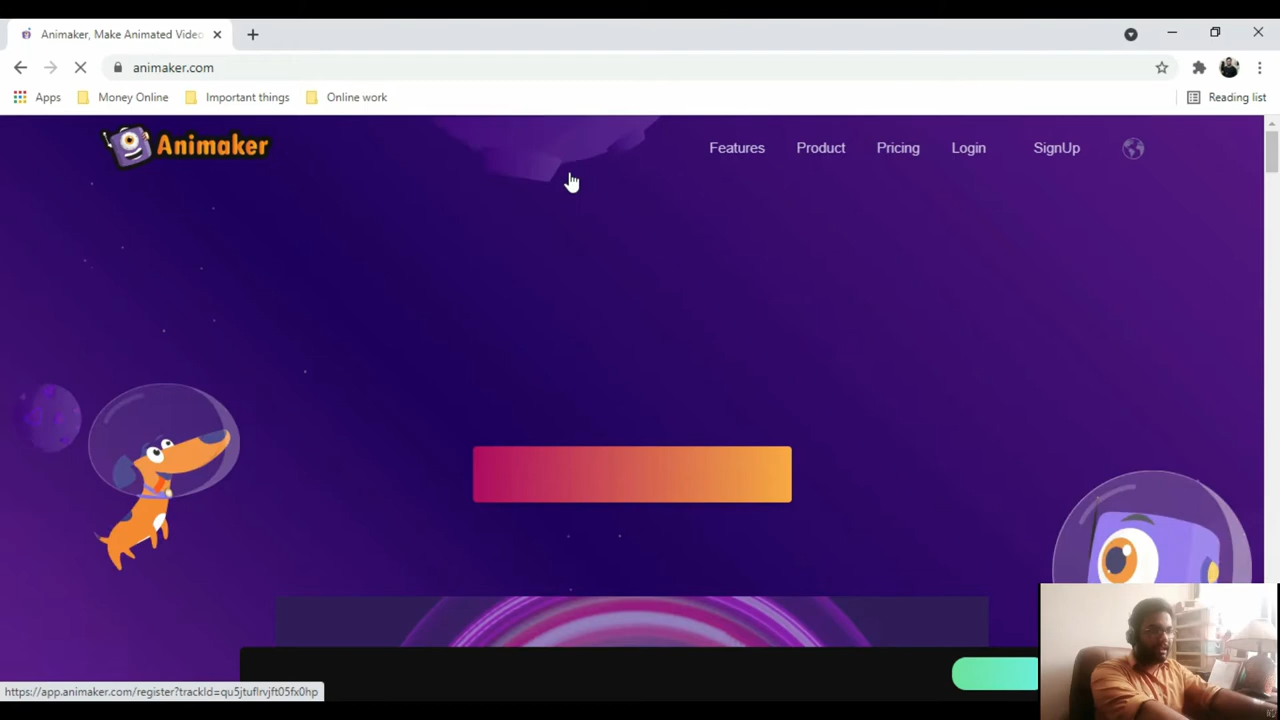 Animaker, Make Animated Video
animaker.com
Apps Money Online Important things Online work Reading list
Animaker Features Product Pricing Login SignUp
https://app.animaker.com/register?trackId=qu5jtuflrvjft05fx0hp